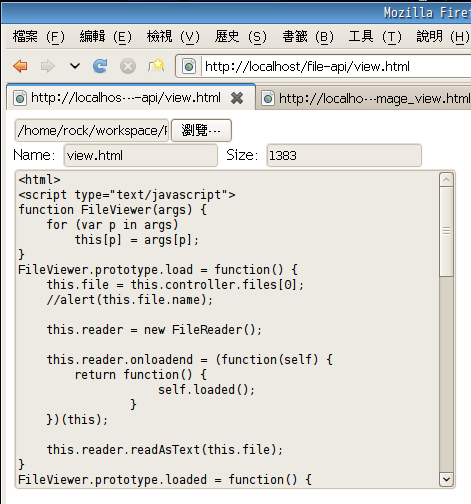 Mozilla Firef
檔案 (F) 編輯 (E) 檢視 (V) 歷史 (S) 書籤 (B) 工具 (T) 說明 (H)
http://localhost/file-api/view.html
http://localhos···-api/view.html http://localho···mage_view.html
/home/rock/workspace/F 瀏覽...
Name: view.html Size: 1383
<html>
<script type="text/javascript">
function FileViewer(args) {
    for (var p in args)
        this[p] = args[p];
}
FileViewer.prototype.load = function() {
    this.file = this.controller.files[0];
    //alert(this.file.name);
    this.reader = new FileReader();
    this.reader.onloadend = (function(self) {
        return function() {
                    self.loaded();
                }
    })(this);
    this.reader.readAsText(this.file);
}
FileViewer.prototype.loaded = function() {